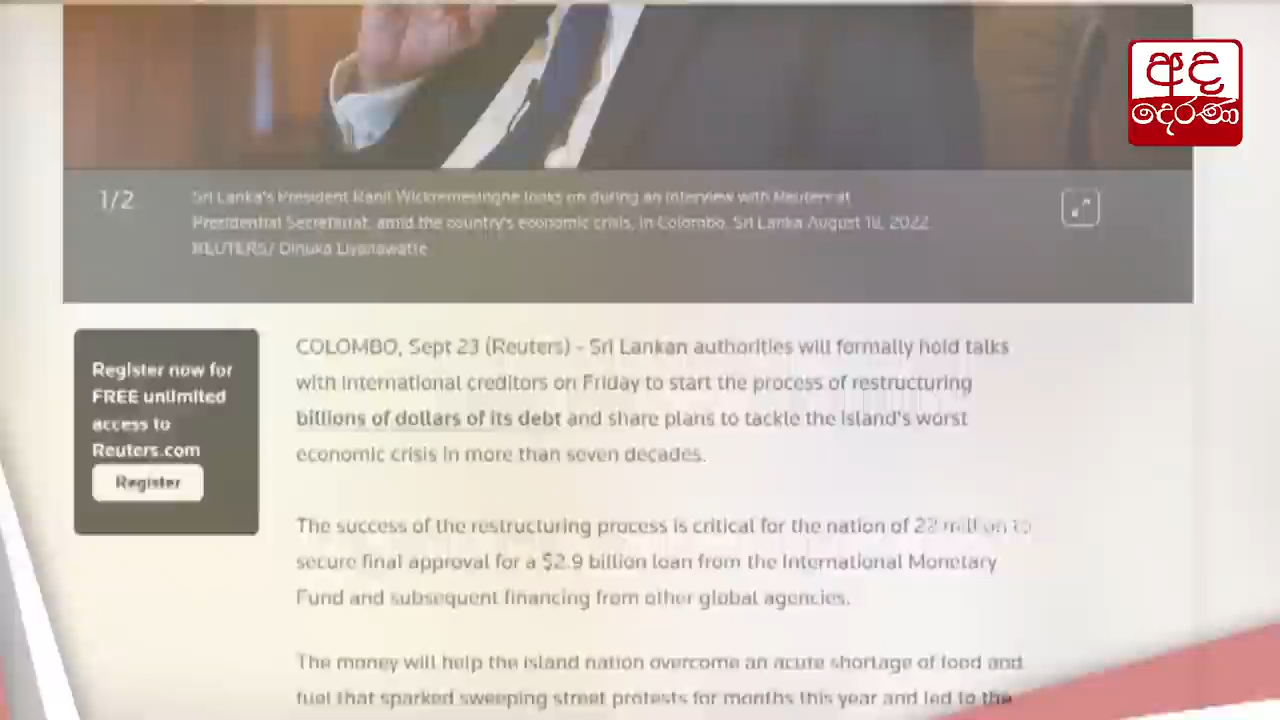 අද
දෙරණ
1/2
Sri Lanka's President Ranil Wickremesinghe looks on during an interview with Reuters at
Presidential Secretariat, amid the country's economic crisis, in Colombo, Sri Lanka August 18, 2022.
REUTERS/ Dinuka Liyanawatte
Register now for
FREE unlimited
access to
Reuters.com
Register
COLOMBO, Sept 23 (Reuters) - Sri Lankan authorities will formally hold talks
with international creditors on Friday to start the process of restructuring
billions of dollars of its debt and share plans to tackle the island's worst
economic crisis in more than seven decades.
The success of the restructuring process is critical for the nation of 22 million to
secure final approval for a $2.9 billion loan from the International Monetary
Fund and subsequent financing from other global agencies.
The money will help the island nation overcome an acute shortage of food and
fuel that sparked sweeping street protests for months this year and led to the